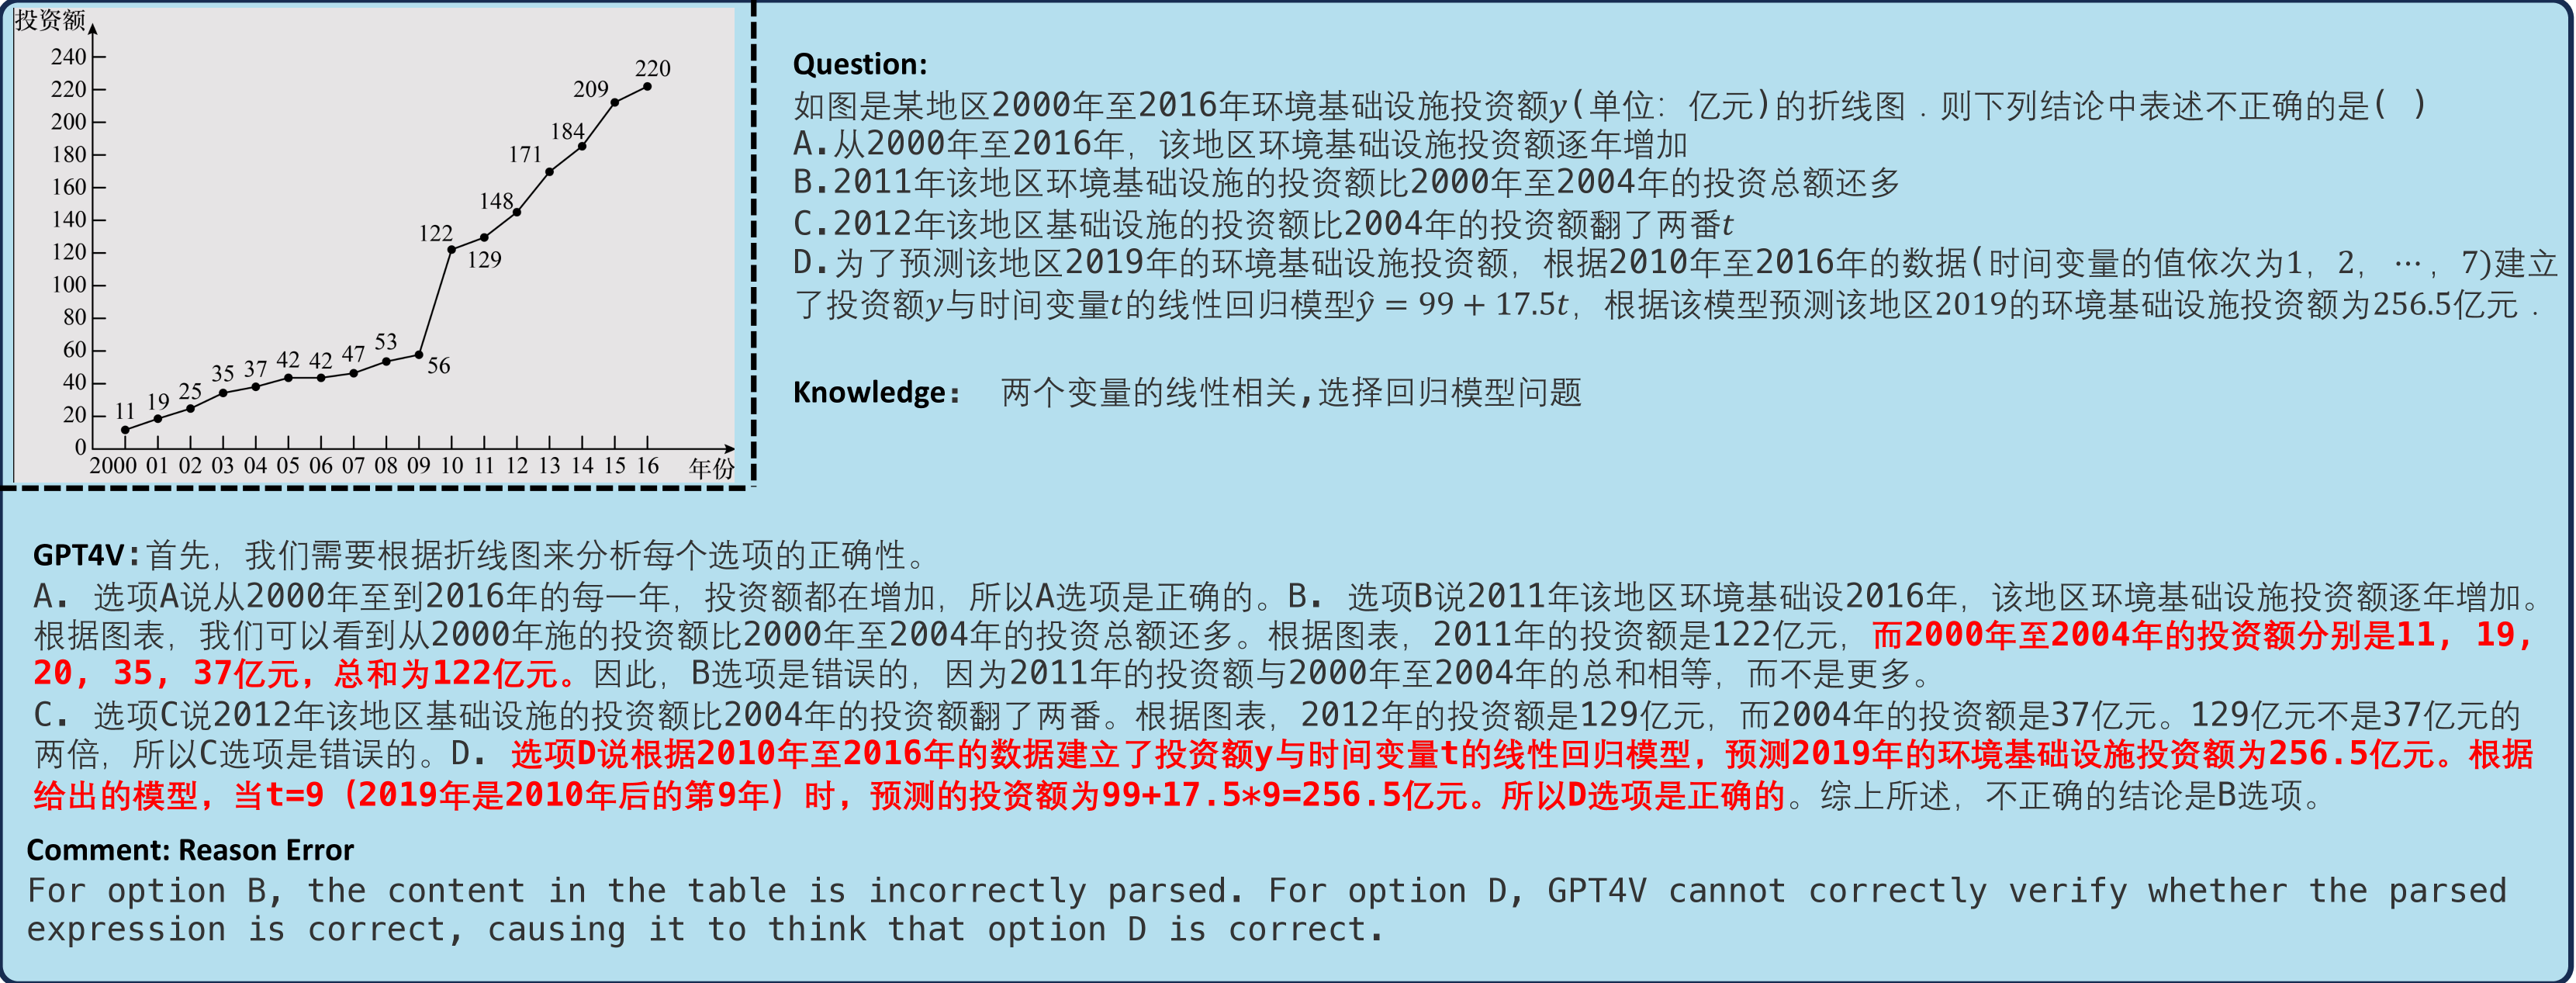 投资额
240
220
200
180
160
140
120
100
80
60
40
20
0
11 19 25 35 37 42 42 47 53 56 122 129 148 171 184 209 220
2000 01 02 03 04 05 06 07 08 09 10 11 12 13 14 15 16 年份
Question:
如图是某地区2000年至2016年环境基础设施投资额y(单位：亿元)的折线图．则下列结论中表述不正确的是( )
A.从2000年至2016年，该地区环境基础设施投资额逐年增加
B.2011年该地区环境基础设施的投资额比2000年至2004年的投资总额还多
C.2012年该地区基础设施的投资额比2004年的投资额翻了两番t
D.为了预测该地区2019年的环境基础设施投资额，根据2010年至2016年的数据(时间变量的值依次为1，2，⋯，7)建立
了投资额y与时间变量t的线性回归模型ŷ = 99 + 17.5t，根据该模型预测该地区2019的环境基础设施投资额为256.5亿元．
Knowledge： 两个变量的线性相关,选择回归模型问题
GPT4V:首先，我们需要根据折线图来分析每个选项的正确性。
A. 选项A说从2000年至到2016年的每一年，投资额都在增加，所以A选项是正确的。B. 选项B说2011年该地区环境基础设2016年，该地区环境基础设施投资额逐年增加。
根据图表，我们可以看到从2000年施的投资额比2000年至2004年的投资总额还多。根据图表，2011年的投资额是122亿元，而2000年至2004年的投资额分别是11, 19,
20, 35, 37亿元，总和为122亿元。因此，B选项是错误的，因为2011年的投资额与2000年至2004年的总和相等，而不是更多。
C. 选项C说2012年该地区基础设施的投资额比2004年的投资额翻了两番。根据图表，2012年的投资额是129亿元，而2004年的投资额是37亿元。129亿元不是37亿元的
两倍，所以C选项是错误的。D. 选项D说根据2010年至2016年的数据建立了投资额y与时间变量t的线性回归模型，预测2019年的环境基础设施投资额为256.5亿元。根据
给出的模型，当t=9（2019年是2010年后的第9年）时，预测的投资额为99+17.5*9=256.5亿元。所以D选项是正确的。综上所述，不正确的结论是B选项。
Comment: Reason Error
For option B, the content in the table is incorrectly parsed. For option D, GPT4V cannot correctly verify whether the parsed
expression is correct, causing it to think that option D is correct.